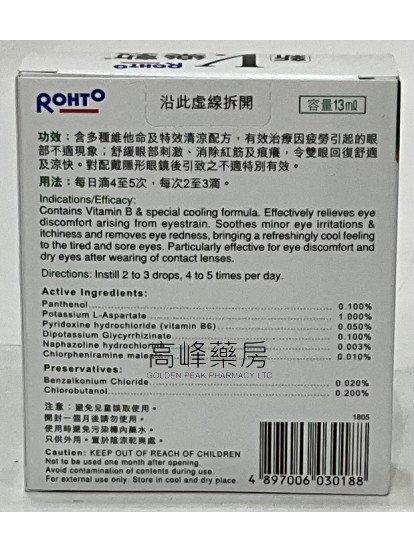 ROHTO
沿此虛線拆開
容量13ml
功效：含多種維他命及特效清涼配方，有效治療因疲勞引起的眼
部不適現象；舒緩眼部刺激、消除紅筋及痕癢，令雙眼回復舒適
及涼快。對配戴隱形眼鏡後引致之不適特別有效。
用法：每日滴4至5次，每次2至3滴。
Indications/Efficacy:
Contains Vitamin B & special cooling formula. Effectively relieves eye
discomfort arising from eyestrain. Soothes minor eye irritations &
itchiness and removes eye redness, bringing a refreshingly cool feeling
to the tired and sore eyes. Particularly effective for eye discomfort and
dry eyes after wearing of contact lenses.
Directions: Instill 2 to 3 drops, 4 to 5 times per day.
Active Ingredients:
Panthenol 0.100%
Potassium L-Aspartate 1.000%
Pyridoxine hydrochloride (vitamin B6) 0.050%
Dipotassium Glycyrrhizinate 0.100%
Naphazoline hydrochlor 0.003%
Chlorpheniramine male 0.010%
高峰藥房
GOLDEN PEAK PHARMACY LTD
Preservatives:
Benzalkonium Chloride 0.020%
Chlorobutanol 0.200%
注意：避免兒童誤取使用。
開封一個月後請勿使用。
使用時避免污染樽內藥水。
只供外用。置於陰涼乾爽處。
1805
Caution: KEEP OUT OF REACH OF CHILDREN
Not to be used one month after opening.
Avoid contamination of contents during use.
For external use only. Store in cool and dry place.
4 897006 030188